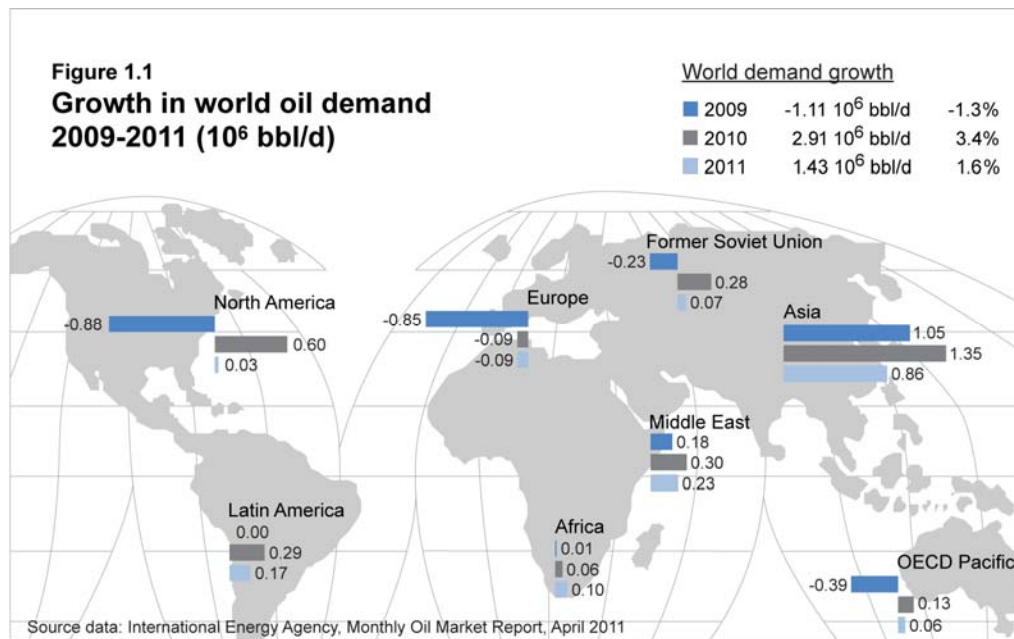 Figure 1.1
Growth in world oil demand
2009-2011 (10⁶ bbl/d)
World demand growth
2009 -1.11 10⁶ bbl/d -1.3%
2010 2.91 10⁶ bbl/d 3.4%
2011 1.43 10⁶ bbl/d 1.6%
Former Soviet Union
-0.23
0.28
0.07
North America
-0.88
0.60
0.03
Europe
-0.85
-0.09
-0.09
Asia
1.05
1.35
0.86
Middle East
0.18
0.30
0.23
Latin America
0.00
0.29
0.17
Africa
0.01
0.06
0.10
OECD Pacific
-0.39
0.13
0.06
Source data: International Energy Agency, Monthly Oil Market Report, April 2011